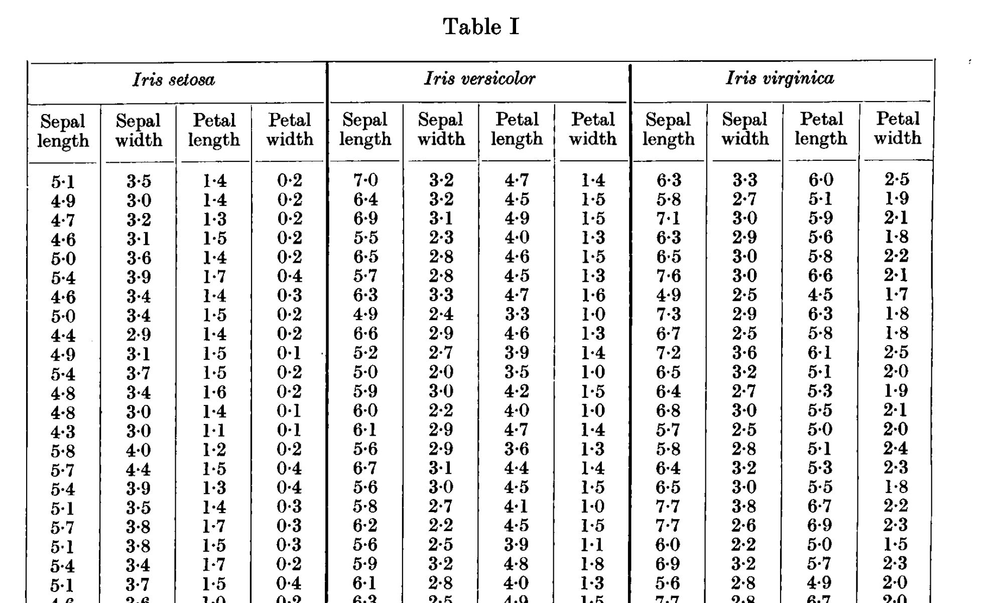 Table I
Iris setosa Iris versicolor Iris virginica
Sepal Sepal Petal Petal Sepal Sepal Petal Petal Sepal Sepal Petal Petal
length width length width length width length width length width length width
5·1 3·5 1·4 0·2 7·0 3·2 4·7 1·4 6·3 3·3 6·0 2·5
4·9 3·0 1·4 0·2 6·4 3·2 4·5 1·5 5·8 2·7 5·1 1·9
4·7 3·2 1·3 0·2 6·9 3·1 4·9 1·5 7·1 3·0 5·9 2·1
4·6 3·1 1·5 0·2 5·5 2·3 4·0 1·3 6·3 2·9 5·6 1·8
5·0 3·6 1·4 0·2 6·5 2·8 4·6 1·5 6·5 3·0 5·8 2·2
5·4 3·9 1·7 0·4 5·7 2·8 4·5 1·3 7·6 3·0 6·6 2·1
4·6 3·4 1·4 0·3 6·3 3·3 4·7 1·6 4·9 2·5 4·5 1·7
5·0 3·4 1·5 0·2 4·9 2·4 3·3 1·0 7·3 2·9 6·3 1·8
4·4 2·9 1·4 0·2 6·6 2·9 4·6 1·3 6·7 2·5 5·8 1·8
4·9 3·1 1·5 0·1 5·2 2·7 3·9 1·4 7·2 3·6 6·1 2·5
5·4 3·7 1·5 0·2 5·0 2·0 3·5 1·0 6·5 3·2 5·1 2·0
4·8 3·4 1·6 0·2 5·9 3·0 4·2 1·5 6·4 2·7 5·3 1·9
4·8 3·0 1·4 0·1 6·0 2·2 4·0 1·0 6·8 3·0 5·5 2·1
4·3 3·0 1·1 0·1 6·1 2·9 4·7 1·4 5·7 2·5 5·0 2·0
5·8 4·0 1·2 0·2 5·6 2·9 3·6 1·3 5·8 2·8 5·1 2·4
5·7 4·4 1·5 0·4 6·7 3·1 4·4 1·4 6·4 3·2 5·3 2·3
5·4 3·9 1·3 0·4 5·6 3·0 4·5 1·5 6·5 3·0 5·5 1·8
5·1 3·5 1·4 0·3 5·8 2·7 4·1 1·0 7·7 3·8 6·7 2·2
5·7 3·8 1·7 0·3 6·2 2·2 4·5 1·5 7·7 2·6 6·9 2·3
5·1 3·8 1·5 0·3 5·6 2·5 3·9 1·1 6·0 2·2 5·0 1·5
5·4 3·4 1·7 0·2 5·9 3·2 4·8 1·8 6·9 3·2 5·7 2·3
5·1 3·7 1·5 0·4 6·1 2·8 4·0 1·3 5·6 2·8 4·9 2·0